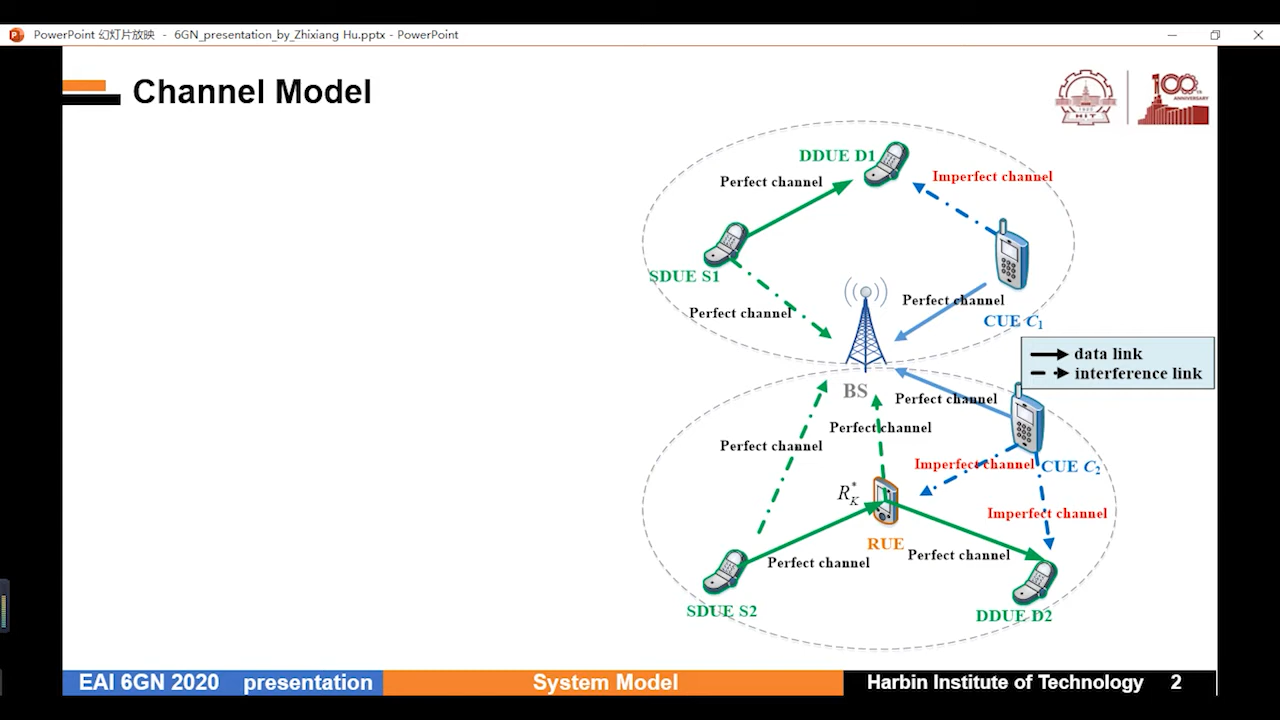 PowerPoint 幻灯片放映 - 6GN_presentation_by_Zhixiang Hu.pptx - PowerPoint
Channel Model
HIT
100TH
ANNIVERSARY
DDUE D1
Perfect channel
Imperfect channel
SDUE S1
Perfect channel
Perfect channel
CUE C1
data link
interference link
BS
Perfect channel
Perfect channel
Perfect channel
Imperfect channel
CUE C2
R*K
Imperfect channel
RUE
Perfect channel
Perfect channel
SDUE S2
DDUE D2
EAI 6GN 2020 presentation
System Model
Harbin Institute of Technology 2